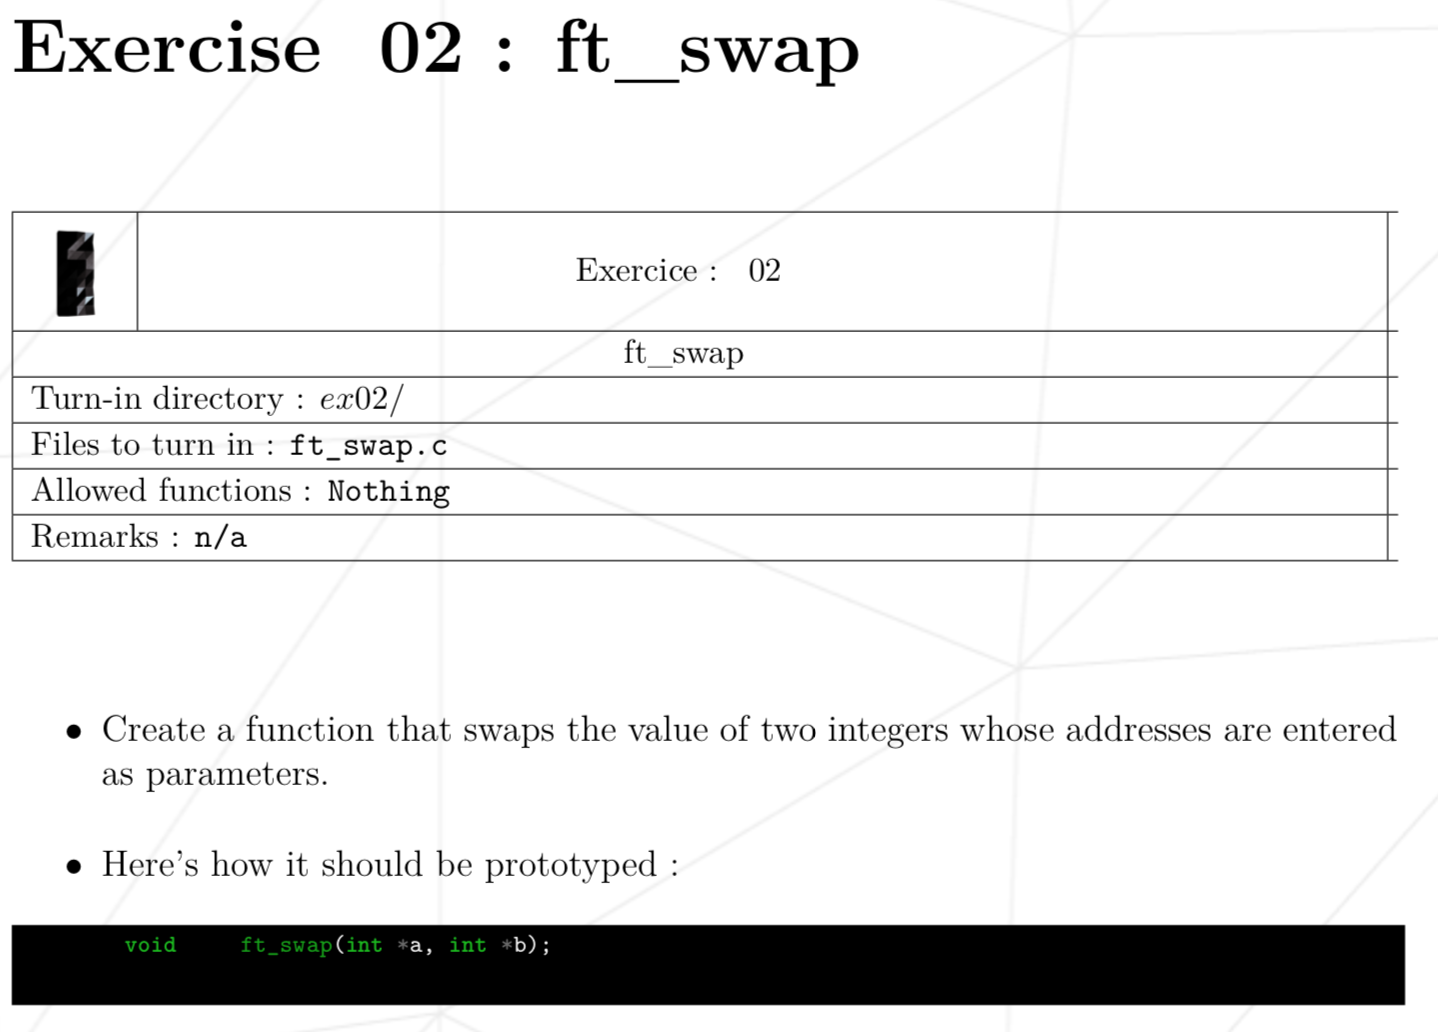 Exercise 02 : ft_swap
Exercice : 02
ft_swap
Turn-in directory : ex02/
Files to turn in : ft_swap.c
Allowed functions : Nothing
Remarks : n/a
• Create a function that swaps the value of two integers whose addresses are entered
as parameters.
• Here's how it should be prototyped :
void ft_swap(int *a, int *b);